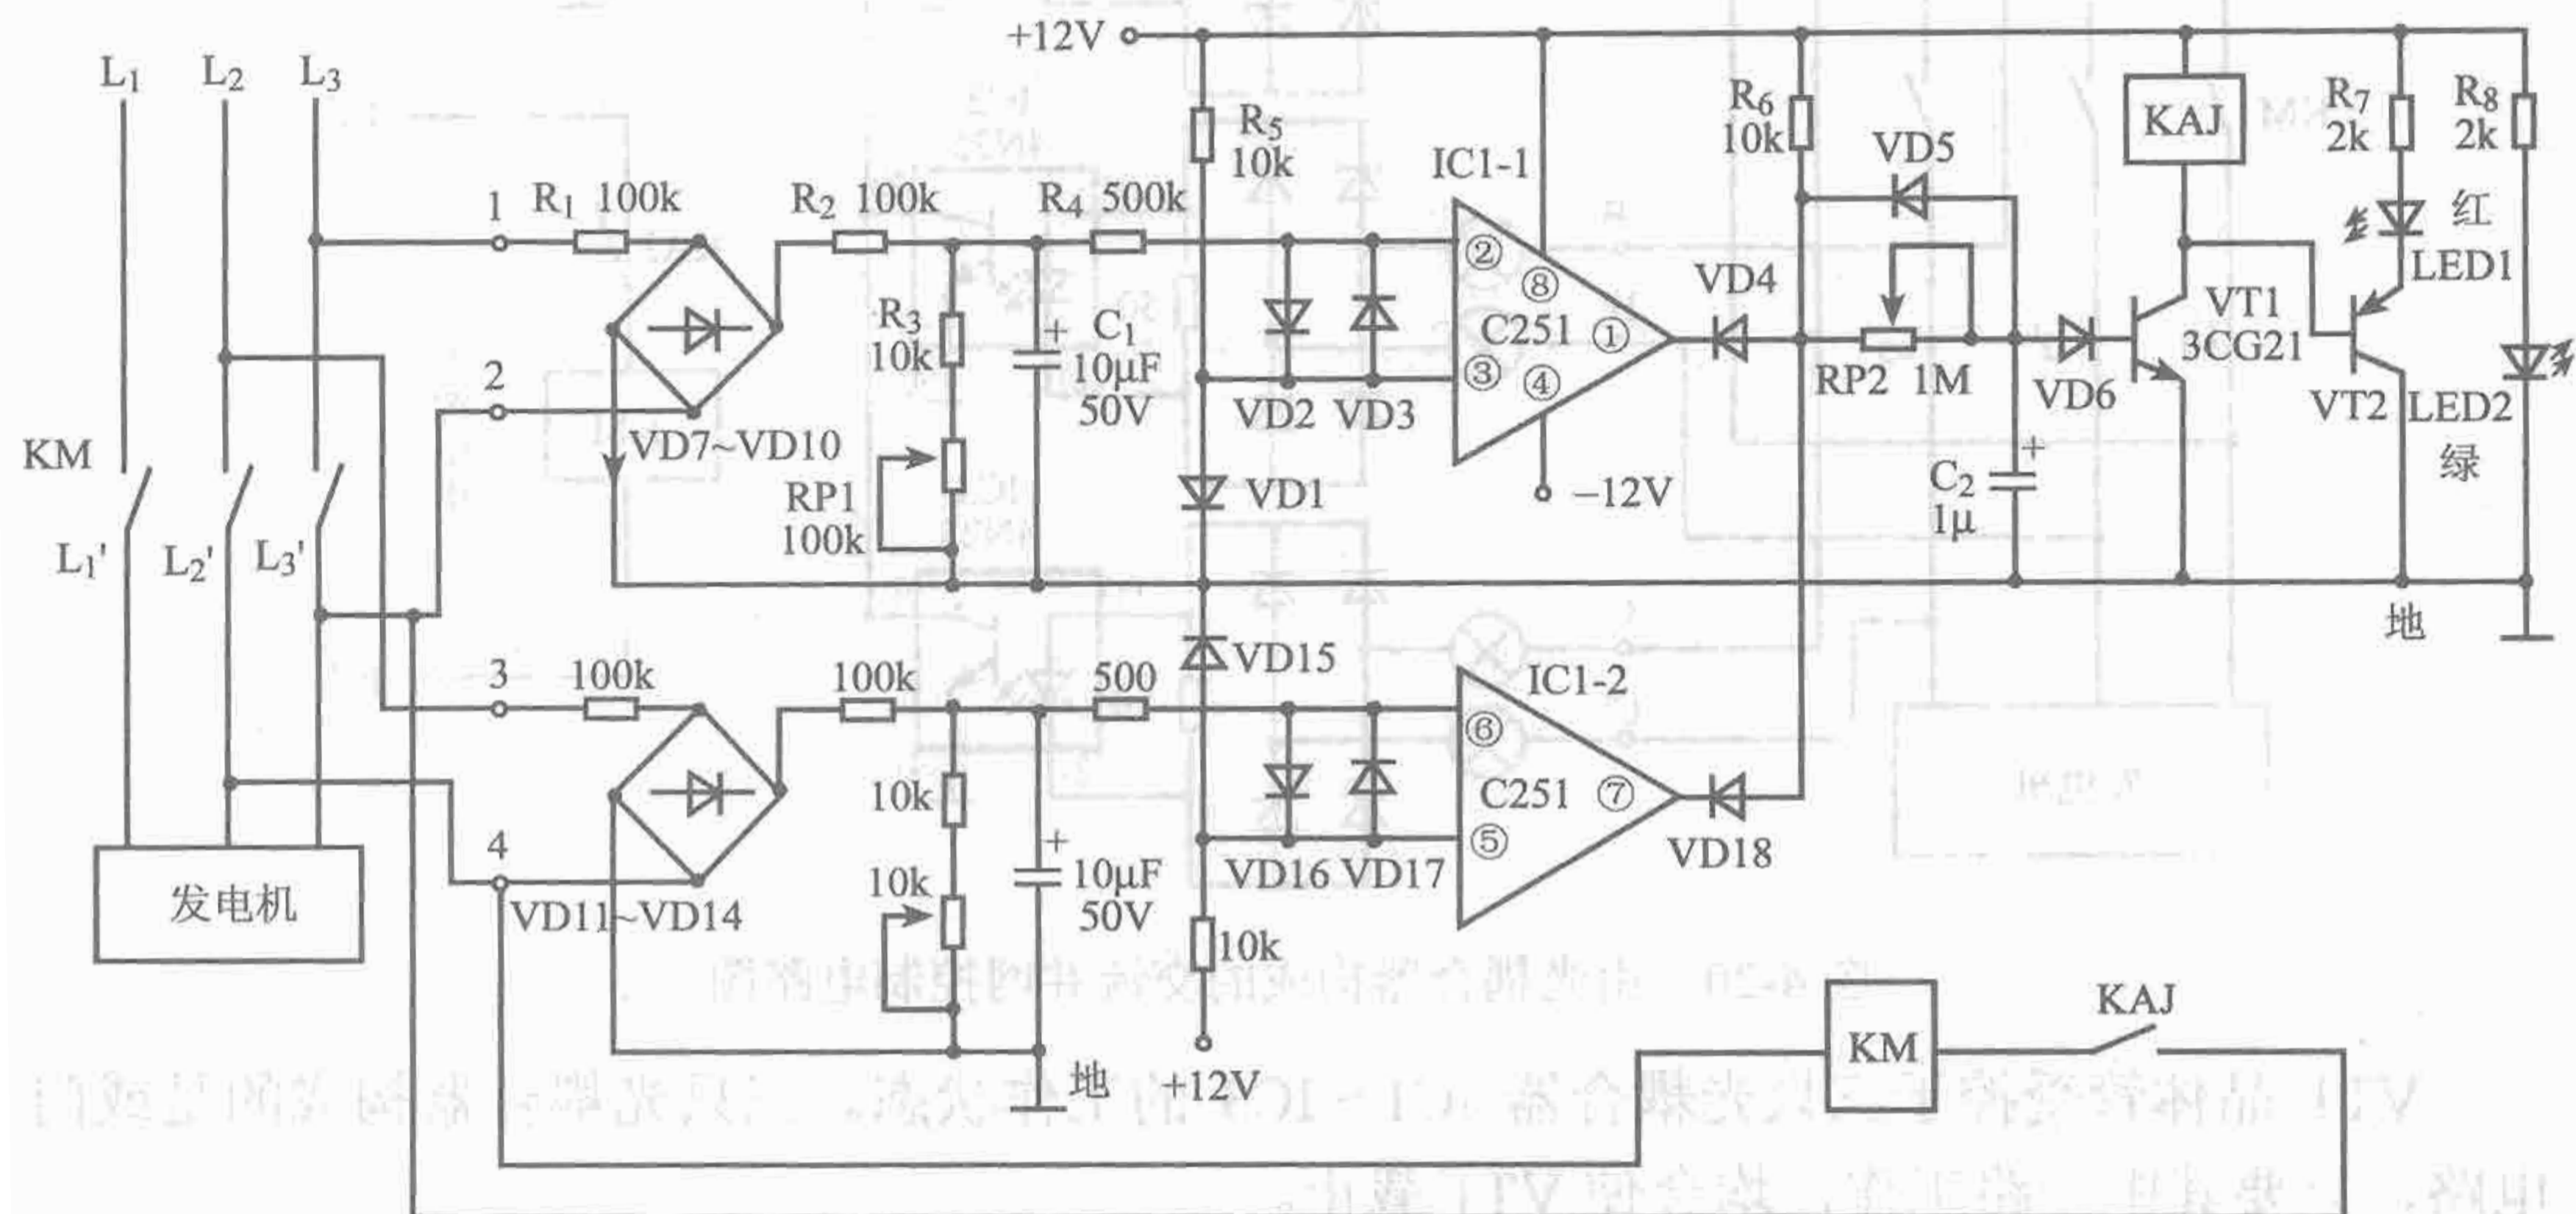 +12V
L₁ L₂ L₃
KM
L₁' L₂' L₃'
发电机
1 R₁ 100k
2
VD7~VD10
R₂ 100k
R₃
10k
RP1
100k
C₁
10μF
50V
+
R₄ 500k
R₅
10k
VD1
VD2 VD3
IC1-1
② ⑧
C251 ①
③ ④
−12V
VD4
R₆
10k
VD5
RP2 1M
VD6
C₂
1μ
+
KAJ
VT1
3CG21
R₇
2k
红
LED1
VT2
R₈
2k
LED2
绿
地
3 100k
4
VD11~VD14
100k
10k
10k
+
10μF
50V
地
500
VD15
VD16 VD17
10k
+12V
IC1-2
⑥
C251 ⑦
⑤
VD18
KM
KAJ